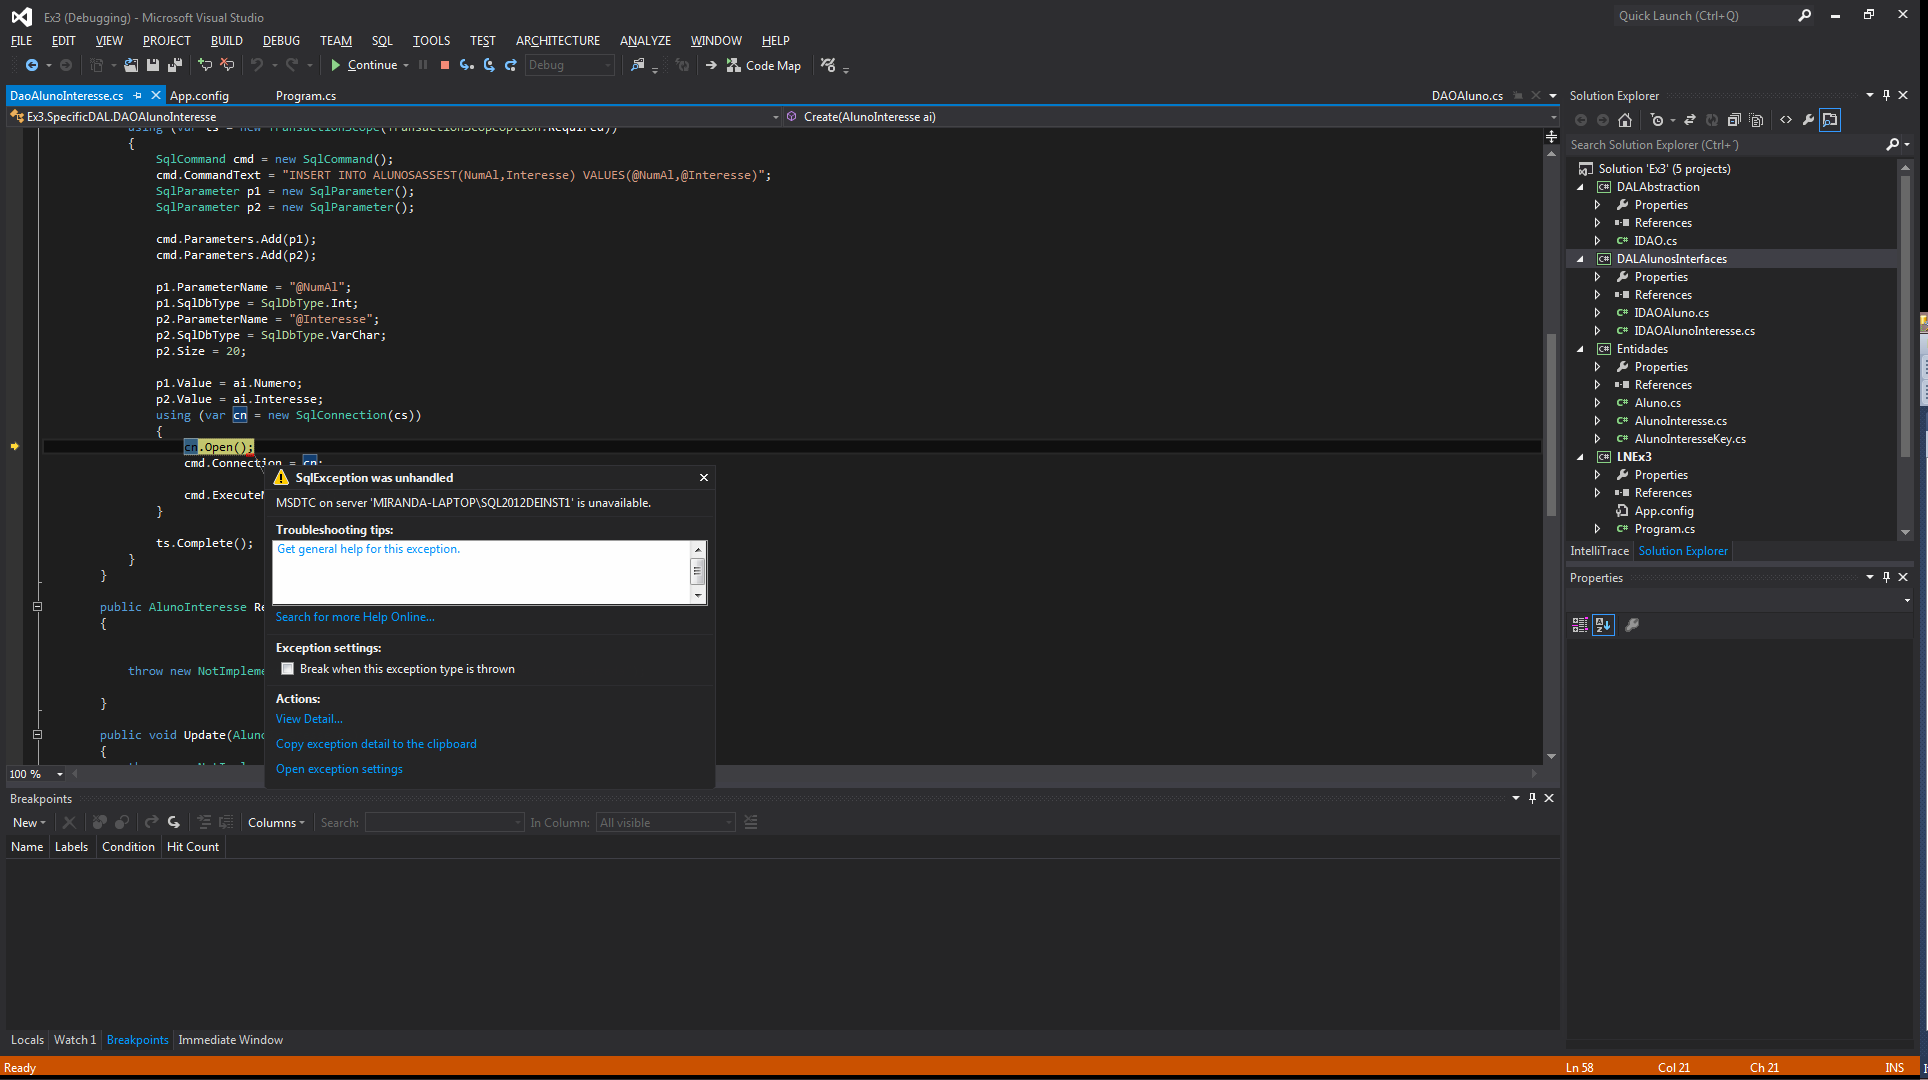 Ex3 (Debugging) - Microsoft Visual Studio
Quick Launch (Ctrl+Q)
FILE EDIT VIEW PROJECT BUILD DEBUG TEAM SQL TOOLS TEST ARCHITECTURE ANALYZE WINDOW HELP
Continue Debug Code Map
DaoAlunoInteresse.cs App.config Program.cs DAOAluno.cs
Ex3.SpecificDAL.DAOAlunoInteresse Create(AlunoInteresse ai)
using (var ts = new TransactionScope(TransactionScopeOption.Required))
{
SqlCommand cmd = new SqlCommand();
cmd.CommandText = "INSERT INTO ALUNOSASSEST(NumAl,Interesse) VALUES(@NumAl,@Interesse)";
SqlParameter p1 = new SqlParameter();
SqlParameter p2 = new SqlParameter();
cmd.Parameters.Add(p1);
cmd.Parameters.Add(p2);
p1.ParameterName = "@NumAl";
p1.SqlDbType = SqlDbType.Int;
p2.ParameterName = "@Interesse";
p2.SqlDbType = SqlDbType.VarChar;
p2.Size = 20;
p1.Value = ai.Numero;
p2.Value = ai.Interesse;
using (var cn = new SqlConnection(cs))
{
cn.Open();
cmd.Connection = cn;
cmd.ExecuteN
}
ts.Complete();
}
}
public AlunoInteresse Re
{
throw new NotImpleme
}
public void Update(Aluno
{
SqlException was unhandled
MSDTC on server 'MIRANDA-LAPTOP\SQL2012DEINST1' is unavailable.
Troubleshooting tips:
Get general help for this exception.
Search for more Help Online...
Exception settings:
Break when this exception type is thrown
Actions:
View Detail...
Copy exception detail to the clipboard
Open exception settings
100 %
Breakpoints
New Columns Search: In Column: All visible
Name Labels Condition Hit Count
Locals Watch 1 Breakpoints Immediate Window
Solution Explorer
Search Solution Explorer (Ctrl+´)
Solution 'Ex3' (5 projects)
DALAbstraction
Properties
References
IDAO.cs
DALAlunosInterfaces
Properties
References
IDAOAluno.cs
IDAOAlunoInteresse.cs
Entidades
Properties
References
Aluno.cs
AlunoInteresse.cs
AlunoInteresseKey.cs
LNEx3
Properties
References
App.config
Program.cs
IntelliTrace Solution Explorer
Properties
Ready Ln 58 Col 21 Ch 21 INS